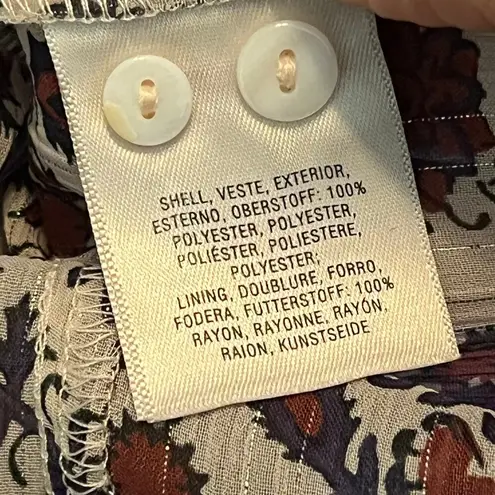 SHELL, VESTE, EXTERIOR,
ESTERNO, OBERSTOFF: 100%
POLYESTER, POLYESTER,
POLIÉSTER, POLIESTERE,
POLYESTER;
LINING, DOUBLURE, FORRO,
FODERA, FUTTERSTOFF: 100%
RAYON, RAYONNE, RAYÓN,
RAION, KUNSTSEIDE